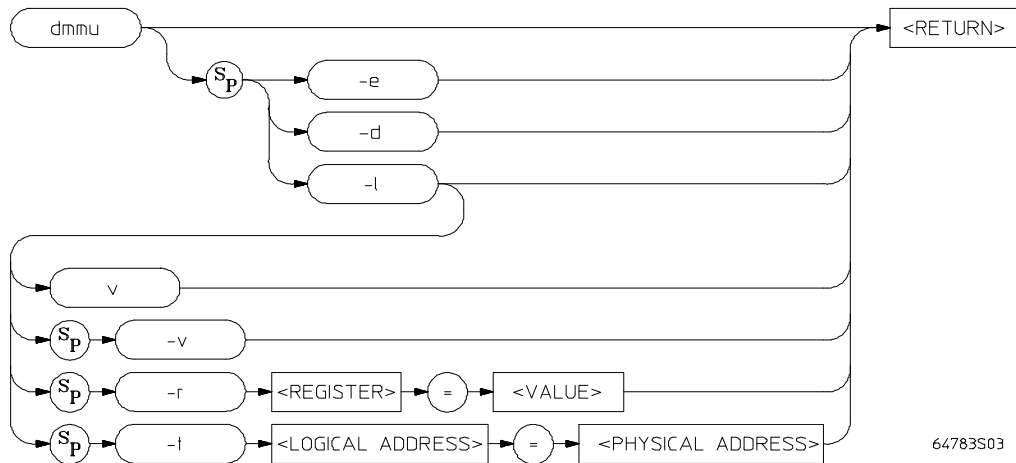 dmmu <RETURN>
SP -e
-d
-l
v
SP -v
SP -r <REGISTER> = <VALUE>
SP -t <LOGICAL ADDRESS> = <PHYSICAL ADDRESS>
64783S03